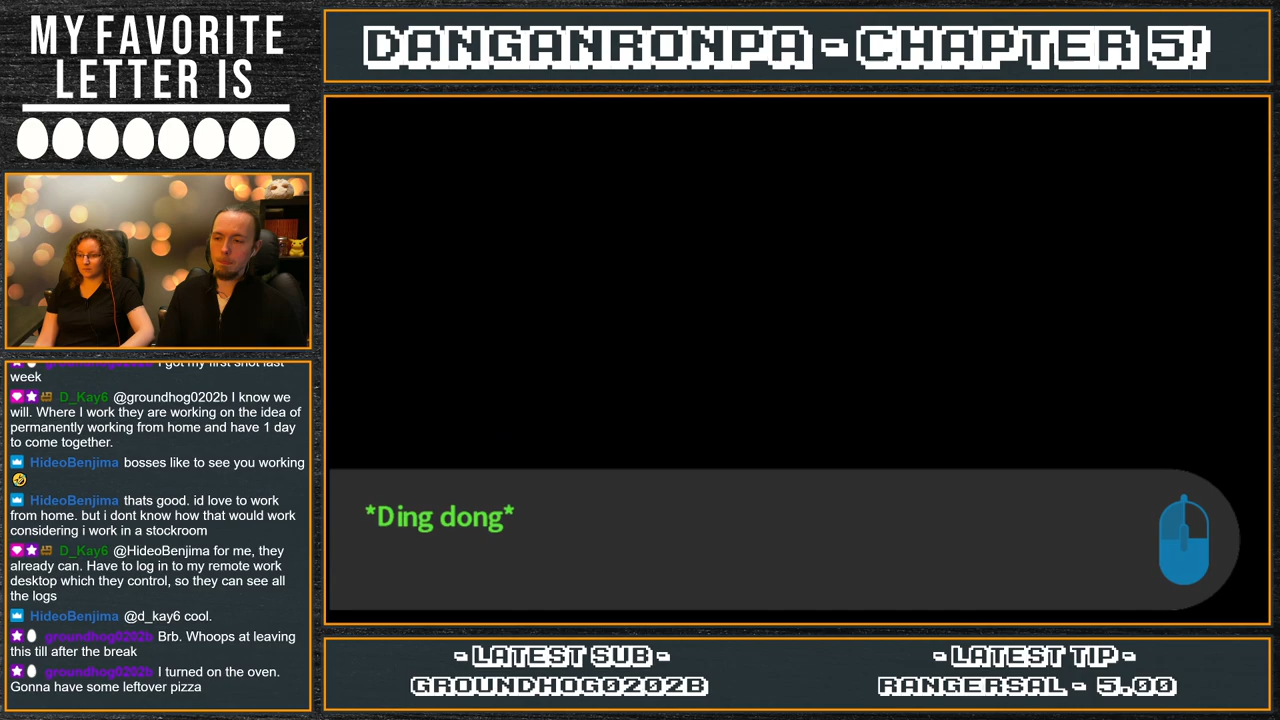 MY FAVORITE
LETTER IS
DANGANRONPA - CHAPTER 5!
groundhog0202b I got my first shot last
week
D_Kay6 @groundhog0202b I know we
will. Where I work they are working on the idea of
permanently working from home and have 1 day
to come together.
HideoBenjima bosses like to see you working
HideoBenjima thats good. id love to work
from home. but i dont know how that would work
considering i work in a stockroom
D_Kay6 @HideoBenjima for me, they
already can. Have to log in to my remote work
desktop which they control, so they can see all
the logs
HideoBenjima @d_kay6 cool.
groundhog0202b Brb. Whoops at leaving
this till after the break
groundhog0202b I turned on the oven.
Gonna have some leftover pizza
*Ding dong*
- LATEST SUB -
GROUNDHOG0202B
- LATEST TIP -
RANGERSAL - 5.00